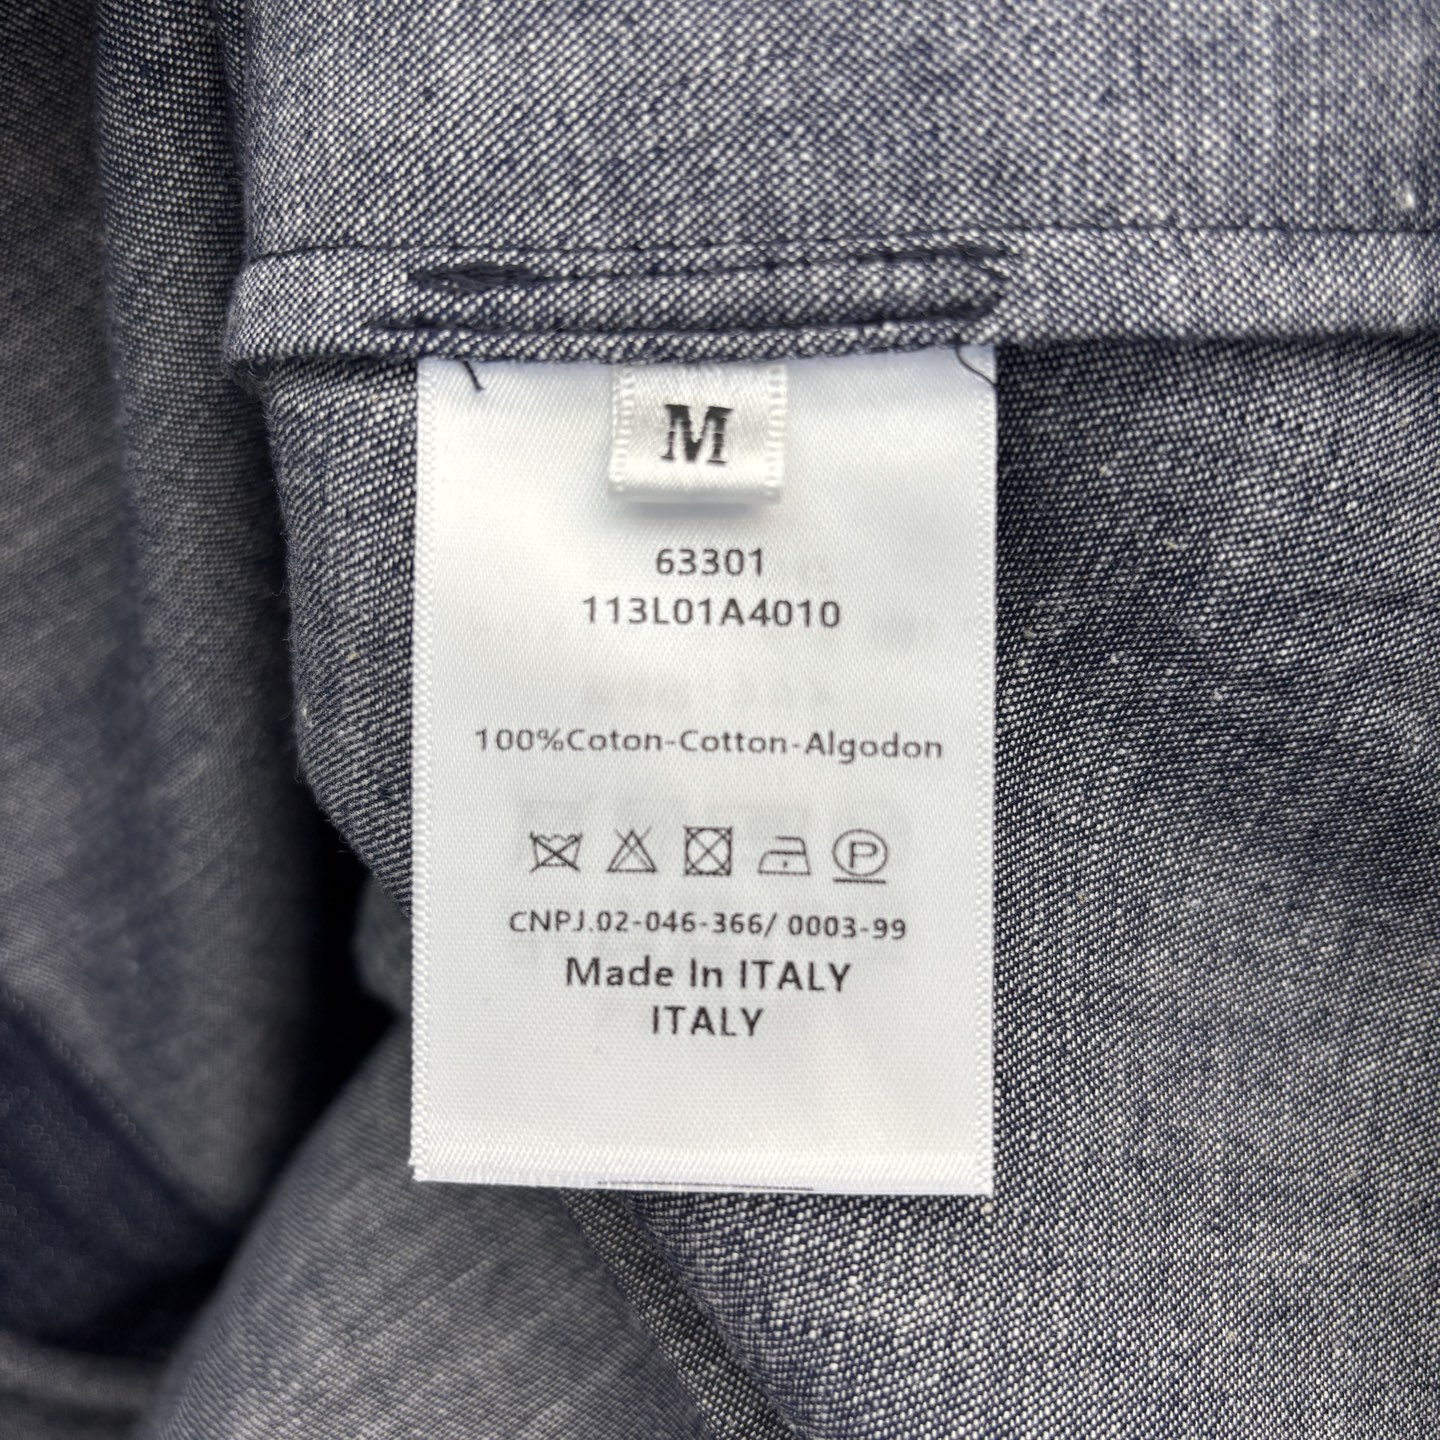 M
63301
113L01A4010
100%Coton-Cotton-Algodon
P
CNPJ.02-046-366/ 0003-99
Made In ITALY
ITALY